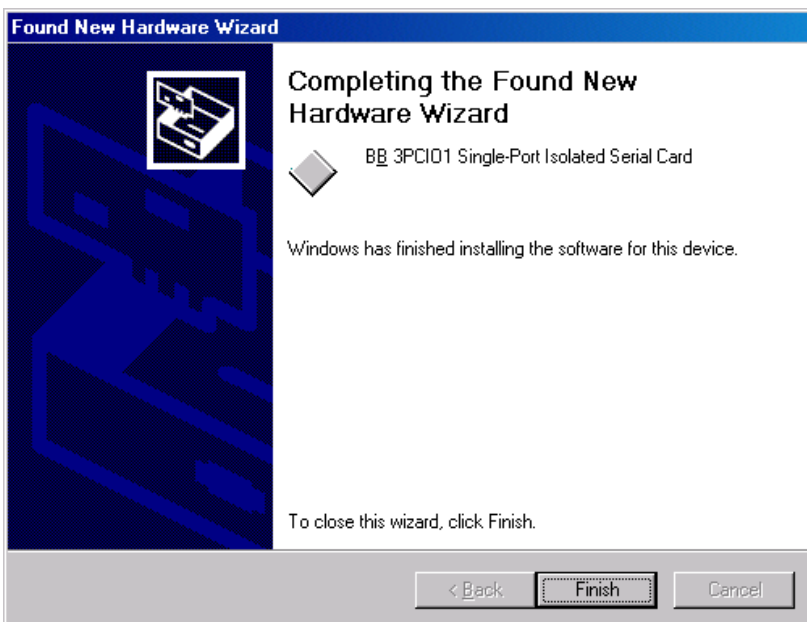 Found New Hardware Wizard
Completing the Found New
Hardware Wizard
BB 3PCIO1 Single-Port Isolated Serial Card
Windows has finished installing the software for this device.
To close this wizard, click Finish.
< Back
Finish
Cancel